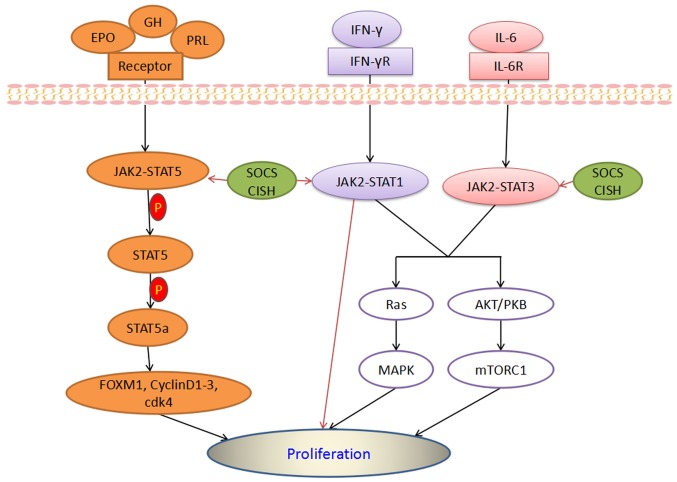 EPO
GH
PRL
Receptor
IFN-γ
IFN-γR
IL-6
IL-6R
JAK2-STAT5
SOCS
CISH
JAK2-STAT1
JAK2-STAT3
SOCS
CISH
P
STAT5
P
STAT5a
FOXM1, CyclinD1-3,
cdk4
Ras
AKT/PKB
MAPK
mTORC1
Proliferation